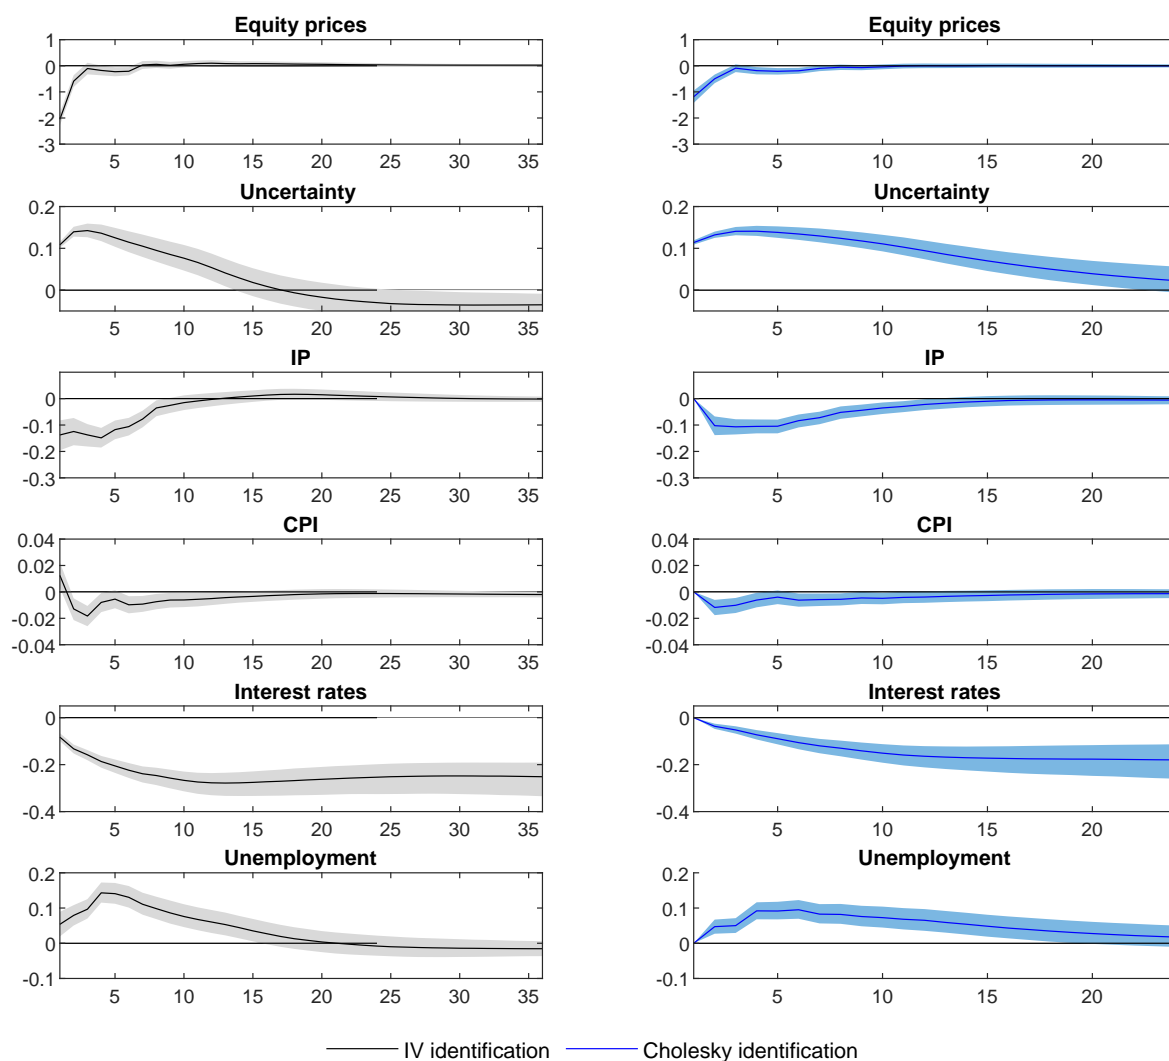 Equity prices Equity prices
1 1
0 0
-1 -1
-2 -2
-3 -3
5 10 15 20 25 30 35 5 10 15 20
Uncertainty Uncertainty
0.2 0.2
0.1 0.1
0 0
5 10 15 20 25 30 35 5 10 15 20
IP IP
0 0
-0.1 -0.1
-0.2 -0.2
-0.3 -0.3
5 10 15 20 25 30 35 5 10 15 20
CPI CPI
0.04 0.04
0.02 0.02
0 0
-0.02 -0.02
-0.04 -0.04
5 10 15 20 25 30 35 5 10 15 20
Interest rates Interest rates
0 0
-0.2 -0.2
-0.4 -0.4
5 10 15 20 25 30 35 5 10 15 20
Unemployment Unemployment
0.2 0.2
0.1 0.1
0 0
-0.1 -0.1
5 10 15 20 25 30 35 5 10 15 20
IV identification Cholesky identification